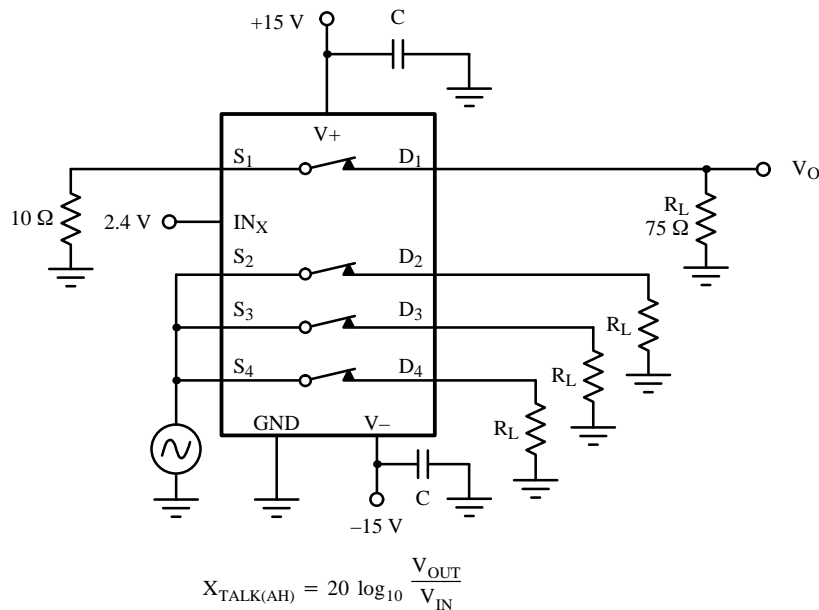 +15 V
C
V+
S1
D1
VO
10 Ω
2.4 V
INX
RL
75 Ω
S2
D2
S3
D3
RL
S4
D4
RL
RL
GND
V–
C
–15 V
XTALK(AH) = 20 log10 VOUT/VIN